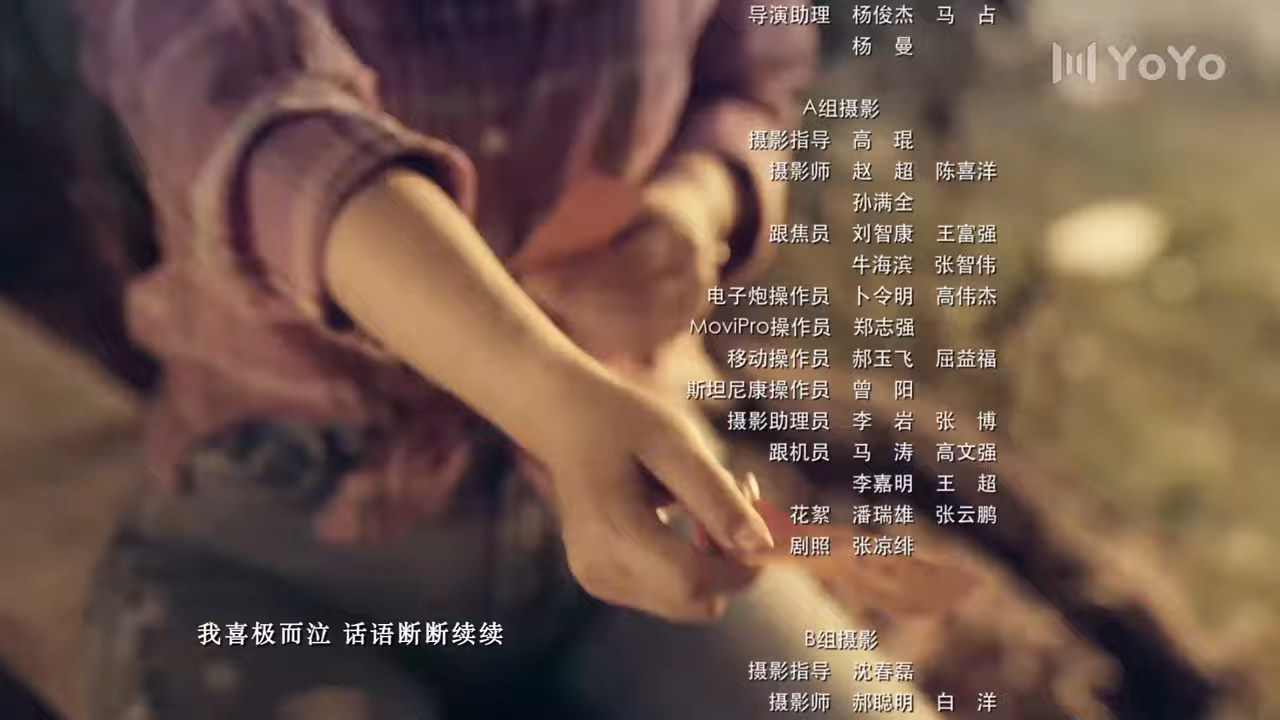 导演助理 杨俊杰 马 占
杨 曼
YoYo
A组摄影
摄影指导 高 琨
摄影师 赵 超 陈喜洋
孙满全
跟焦员 刘智康 王富强
牛海滨 张智伟
电子炮操作员 卜令明 高伟杰
MoviPro操作员 郑志强
移动操作员 郝玉飞 屈益福
斯坦尼康操作员 曾 阳
摄影助理员 李 岩 张 博
跟机员 马 涛 高文强
李嘉明 王 超
花絮 潘瑞雄 张云鹏
剧照 张凉绯
我喜极而泣 话语断断续续
B组摄影
摄影指导 沈春磊
摄影师 郝聪明 白 洋